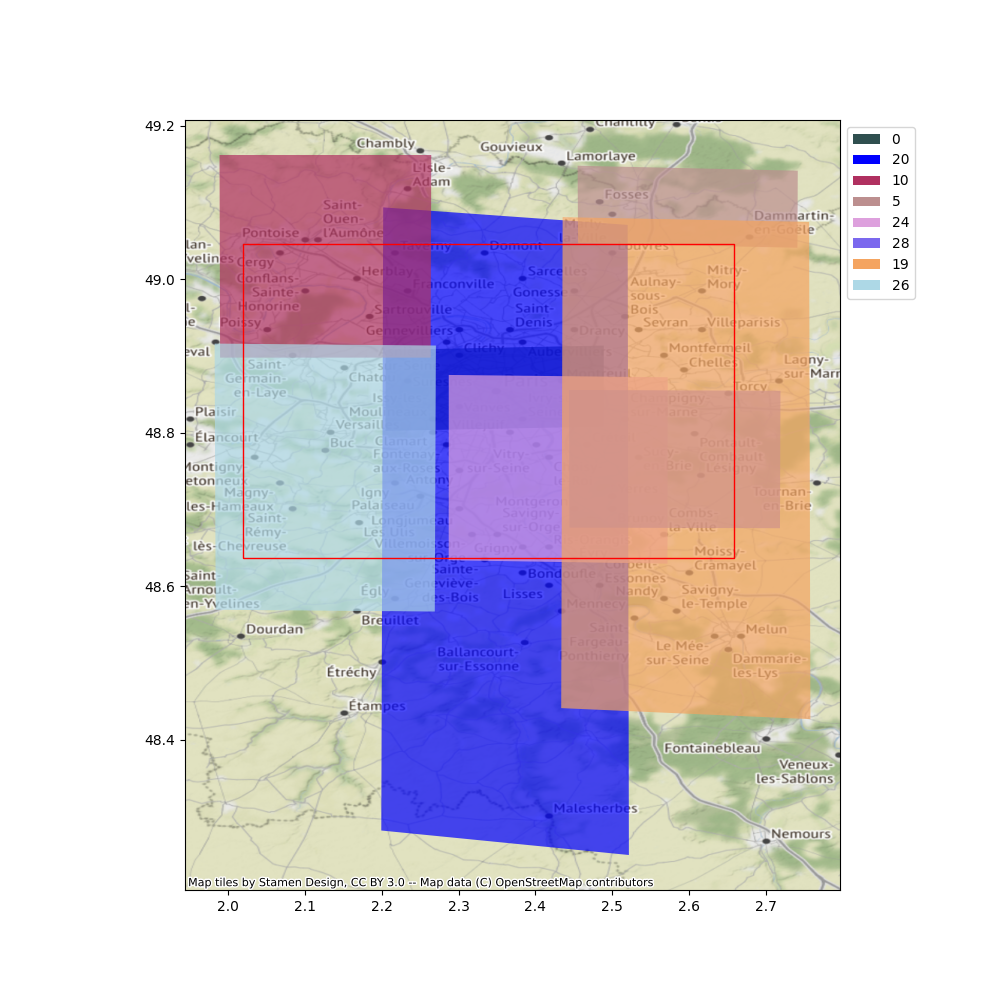 49.2
49.0
48.8
48.6
48.4
2.0 2.1 2.2 2.3 2.4 2.5 2.6 2.7
0
20
10
5
24
28
19
26
Chantilly
Chambly
Gouvieux
Lamorlaye
L'Isle-
Adam
Fosses
Saint-
Ouen-
l'Aumône
Pontoise
Dammartin-
en-Goële
lan-
velines
Cergy
Taverny
Domont
Louvres
Conflans-
Sainte-
Honorine
Herblay
Franconville
Sarcelles
Gonesse
Mitry-
Mory
Aulnay-
sous-
Bois
Poissy
Sartrouville
Gennevilliers
Saint-
Denis
Drancy
Sevran
Villeparisis
eval
Clichy
Montfermeil
Chelles
Lagny-
sur-Marn
Saint-
Germain-
en-Laye
Torcy
Plaisir
Élancourt
Versaill
Buc
Clamart
Fontenay-
aux-Roses
Antony
Vitry-
sur-Seine
Pontault-
Combault
Lésigny
Montigny-
etonneux
Magny-
les-Hameaux
Igny
Palaiseau
Montgeron
Savigny-
sur-Orge
Tournan-
en-Brie
Combs-
la-Ville
Saint-
Rémy-
lès-Chevreuse
Longjumeau
Les Ulis
Villemoisson
Grigny
Moissy-
Cramayel
Saint-
Arnoult-
en-Yvelines
Sainte-
Geneviève-
des-Bois
Bondoufle
Lisses
Corbeil-
Essonnes
Nandy
Mennecy
Savigny-
le-Temple
Breuillet
Dourdan
Saint-
Fargeau-
Ponthierry
Melun
Le Mée-
sur-Seine
Dammarie-
les-Lys
Ballancourt-
sur-Essonne
Étréchy
Étampes
Fontainebleau
Veneux-
les-Sablons
Malesherbes
Nemours
Map tiles by Stamen Design, CC BY 3.0 -- Map data (C) OpenStreetMap contributors